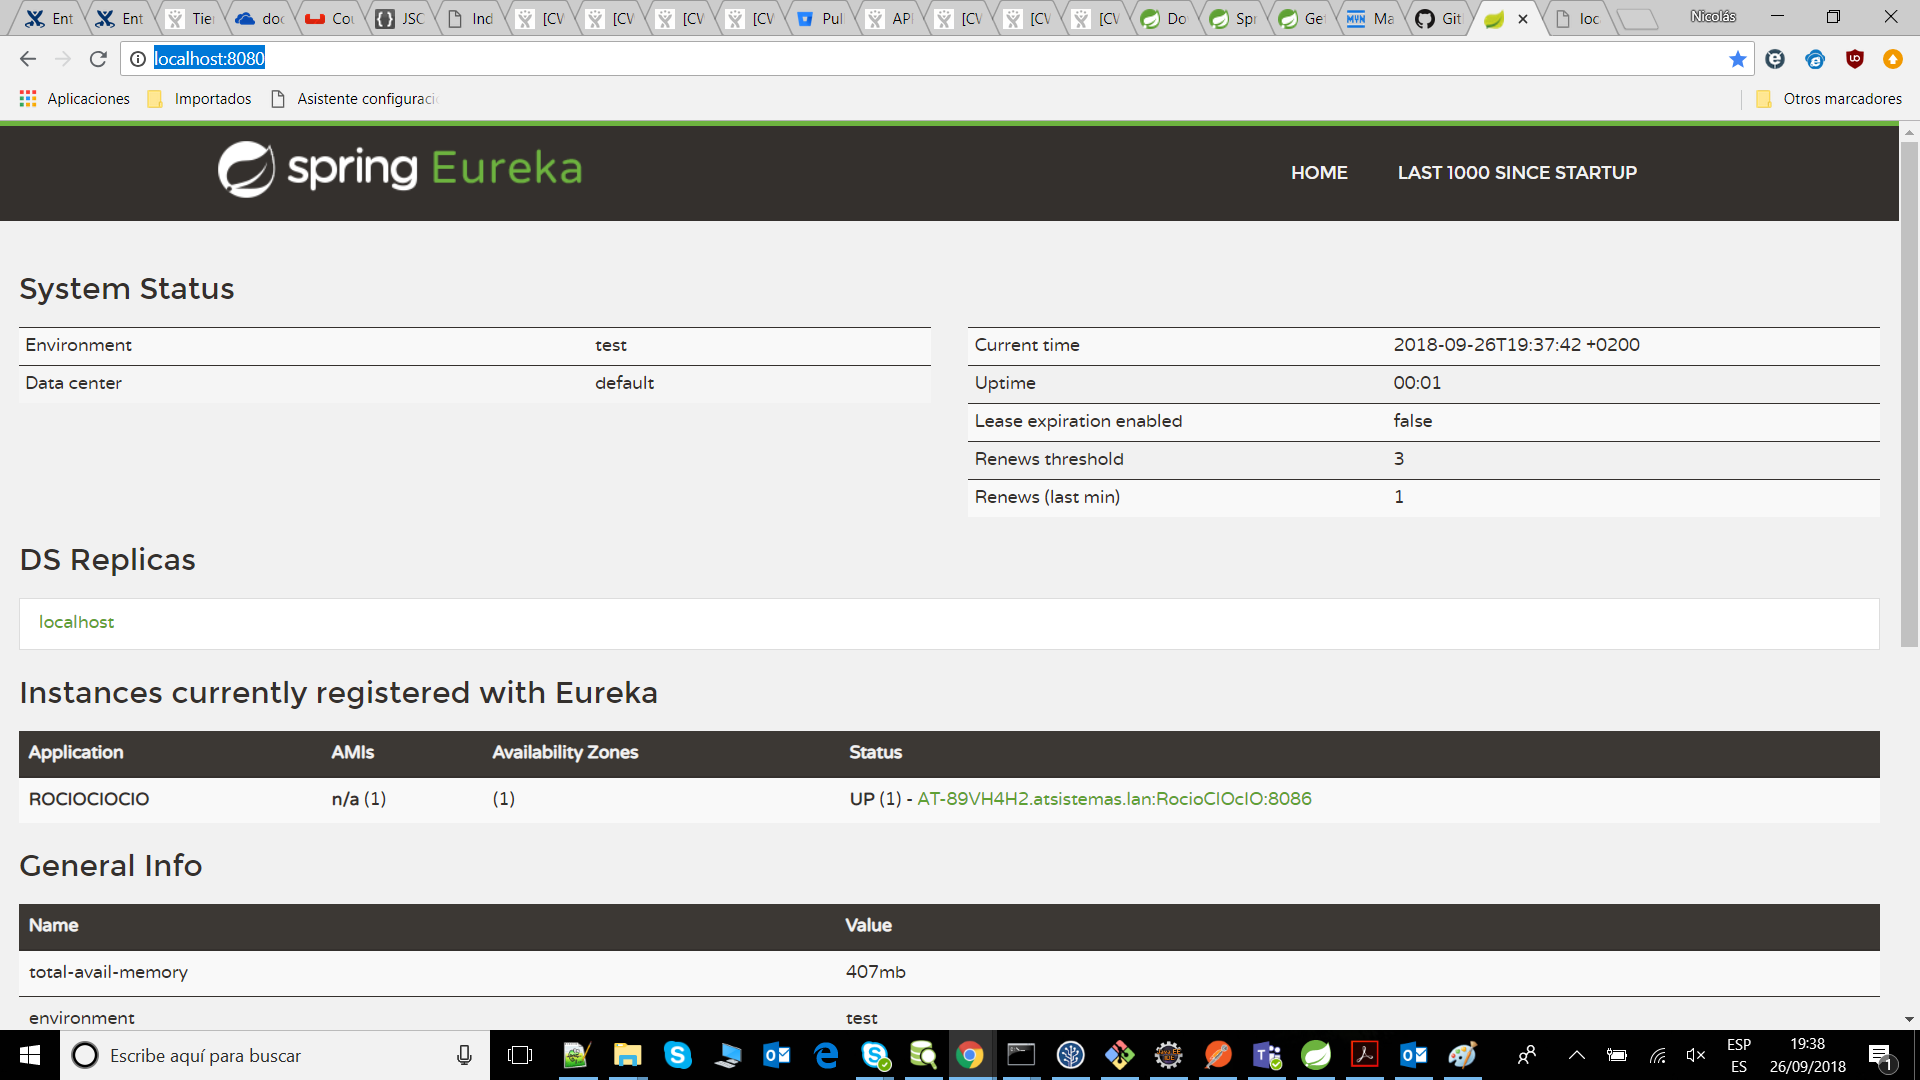 Ent
Ent
Tie
doc
Cou
JSO
Ind
[CV
[CV
[CV
[CV
Pul
API
[CV
[CV
[CV
Do
Spr
Get
Ma
Git
loc
Nicolás
localhost:8080
Aplicaciones
Importados
Asistente configuraci
Otros marcadores
spring Eureka
HOME
LAST 1000 SINCE STARTUP
System Status
Environment test
Data center default
Current time 2018-09-26T19:37:42 +0200
Uptime 00:01
Lease expiration enabled false
Renews threshold 3
Renews (last min) 1
DS Replicas
localhost
Instances currently registered with Eureka
Application AMIs Availability Zones Status
ROCIOCIOCIO n/a (1) (1) UP (1) - AT-89VH4H2.atsistemas.lan:RocioCIOcIO:8086
General Info
Name Value
total-avail-memory 407mb
environment test
Escribe aquí para buscar
ESP
ES
19:38
26/09/2018
1